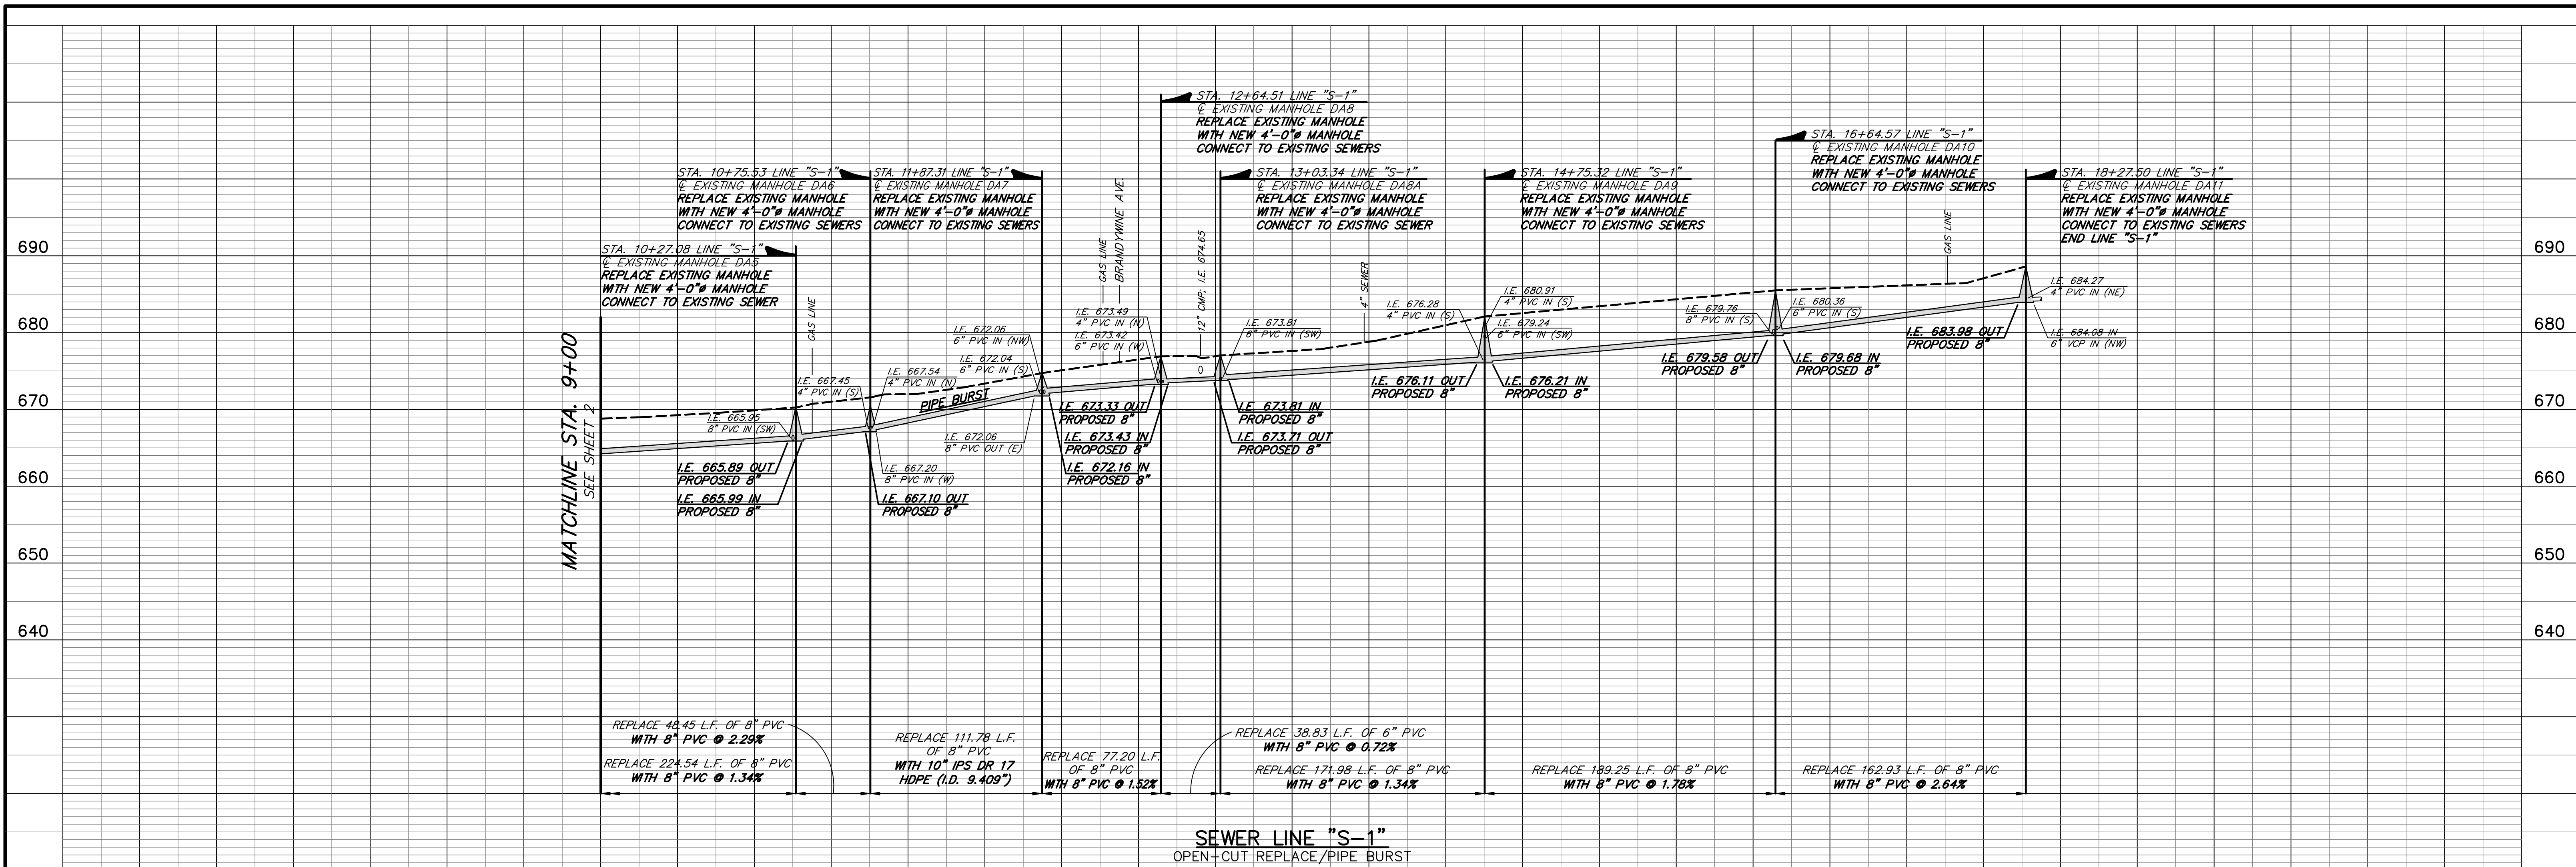 STA. 12+64.51 LINE "S-1"
℄ EXISTING MANHOLE DA8
REPLACE EXISTING MANHOLE
WITH NEW 4'-0"ø MANHOLE
CONNECT TO EXISTING SEWERS
STA. 16+64.57 LINE "S-1"
℄ EXISTING MANHOLE DA10
REPLACE EXISTING MANHOLE
WITH NEW 4'-0"ø MANHOLE
CONNECT TO EXISTING SEWERS
STA. 10+75.53 LINE "S-1"
℄ EXISTING MANHOLE DA6
REPLACE EXISTING MANHOLE
WITH NEW 4'-0"ø MANHOLE
CONNECT TO EXISTING SEWERS
STA. 11+87.31 LINE "S-1"
℄ EXISTING MANHOLE DA7
REPLACE EXISTING MANHOLE
WITH NEW 4'-0"ø MANHOLE
CONNECT TO EXISTING SEWERS
STA. 13+03.34 LINE "S-1"
℄ EXISTING MANHOLE DA8A
REPLACE EXISTING MANHOLE
WITH NEW 4'-0"ø MANHOLE
CONNECT TO EXISTING SEWER
STA. 14+75.32 LINE "S-1"
℄ EXISTING MANHOLE DA9
REPLACE EXISTING MANHOLE
WITH NEW 4'-0"ø MANHOLE
CONNECT TO EXISTING SEWERS
STA. 18+27.50 LINE "S-1"
℄ EXISTING MANHOLE DA11
REPLACE EXISTING MANHOLE
WITH NEW 4'-0"ø MANHOLE
CONNECT TO EXISTING SEWERS
END LINE "S-1"
STA. 10+27.08 LINE "S-1"
℄ EXISTING MANHOLE DA5
REPLACE EXISTING MANHOLE
WITH NEW 4'-0"ø MANHOLE
CONNECT TO EXISTING SEWER
690
680
670
660
650
640
690
680
670
660
650
640
MATCHLINE STA. 9+00
SEE SHEET 2
GAS LINE
GAS LINE
BRANDYWINE AVE.
12" CMP; I.E. 674.65
4" SEWER
GAS LINE
I.E. 665.95
8" PVC IN (SW)
I.E. 667.45
4" PVC IN (S)
I.E. 667.54
4" PVC IN (N)
PIPE BURST
I.E. 672.06
6" PVC IN (NW)
I.E. 672.04
6" PVC IN (S)
I.E. 673.49
4" PVC IN (N)
I.E. 673.42
6" PVC IN (W)
I.E. 673.81
6" PVC IN (SW)
I.E. 676.28
4" PVC IN (S)
I.E. 680.91
4" PVC IN (S)
I.E. 679.24
6" PVC IN (SW)
I.E. 679.76
8" PVC IN (S)
I.E. 680.36
6" PVC IN (S)
I.E. 684.27
4" PVC IN (NE)
I.E. 684.08 IN
6" VCP IN (NW)
I.E. 683.98 OUT
PROPOSED 8"
I.E. 679.58 OUT
PROPOSED 8"
I.E. 679.68 IN
PROPOSED 8"
I.E. 676.11 OUT
PROPOSED 8"
I.E. 676.21 IN
PROPOSED 8"
I.E. 673.81 IN
PROPOSED 8"
I.E. 673.71 OUT
PROPOSED 8"
I.E. 673.33 OUT
PROPOSED 8"
I.E. 673.43 IN
PROPOSED 8"
I.E. 672.16 IN
PROPOSED 8"
I.E. 672.06
8" PVC OUT (E)
I.E. 667.20
8" PVC IN (W)
I.E. 667.10 OUT
PROPOSED 8"
I.E. 665.89 OUT
PROPOSED 8"
I.E. 665.99 IN
PROPOSED 8"
REPLACE 48.45 L.F. OF 8" PVC
WITH 8" PVC @ 2.29%
REPLACE 224.54 L.F. OF 8" PVC
WITH 8" PVC @ 1.34%
REPLACE 111.78 L.F.
OF 8" PVC
WITH 10" IPS DR 17
HDPE (I.D. 9.409")
REPLACE 77.20 L.F.
OF 8" PVC
WITH 8" PVC @ 1.52%
REPLACE 38.83 L.F. OF 6" PVC
WITH 8" PVC @ 0.72%
REPLACE 171.98 L.F. OF 8" PVC
WITH 8" PVC @ 1.34%
REPLACE 189.25 L.F. OF 8" PVC
WITH 8" PVC @ 1.78%
REPLACE 162.93 L.F. OF 8" PVC
WITH 8" PVC @ 2.64%
SEWER LINE "S-1"
OPEN-CUT REPLACE/PIPE BURST